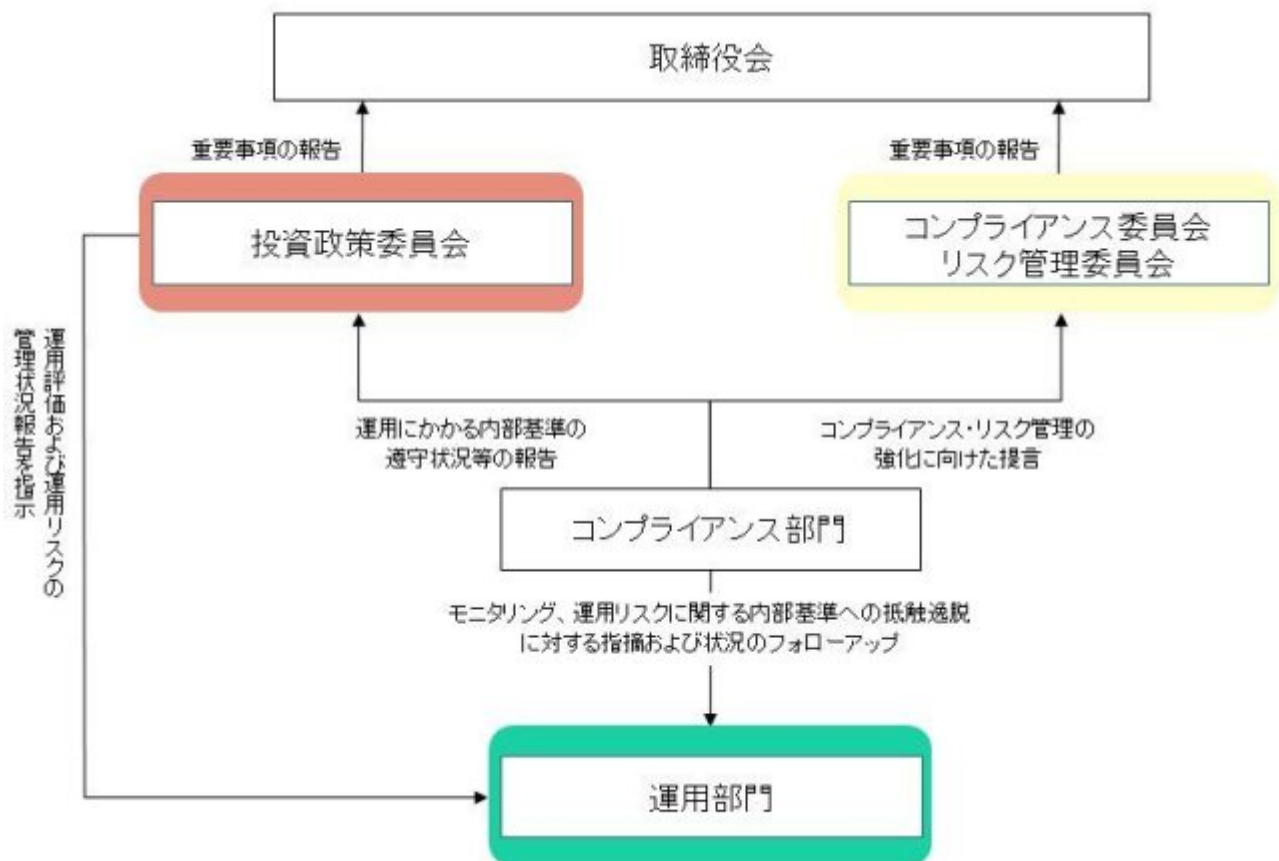 取締役会
重要事項の報告
重要事項の報告
投資政策委員会
コンプライアンス委員会
リスク管理委員会
運用評価および運用リスクの
管理状況報告を指示
運用にかかる内部基準の
遵守状況等の報告
コンプライアンス・リスク管理の
強化に向けた提言
コンプライアンス部門
モニタリング、運用リスクに関する内部基準への抵触逸脱
に対する指摘および状況のフォローアップ
運用部門